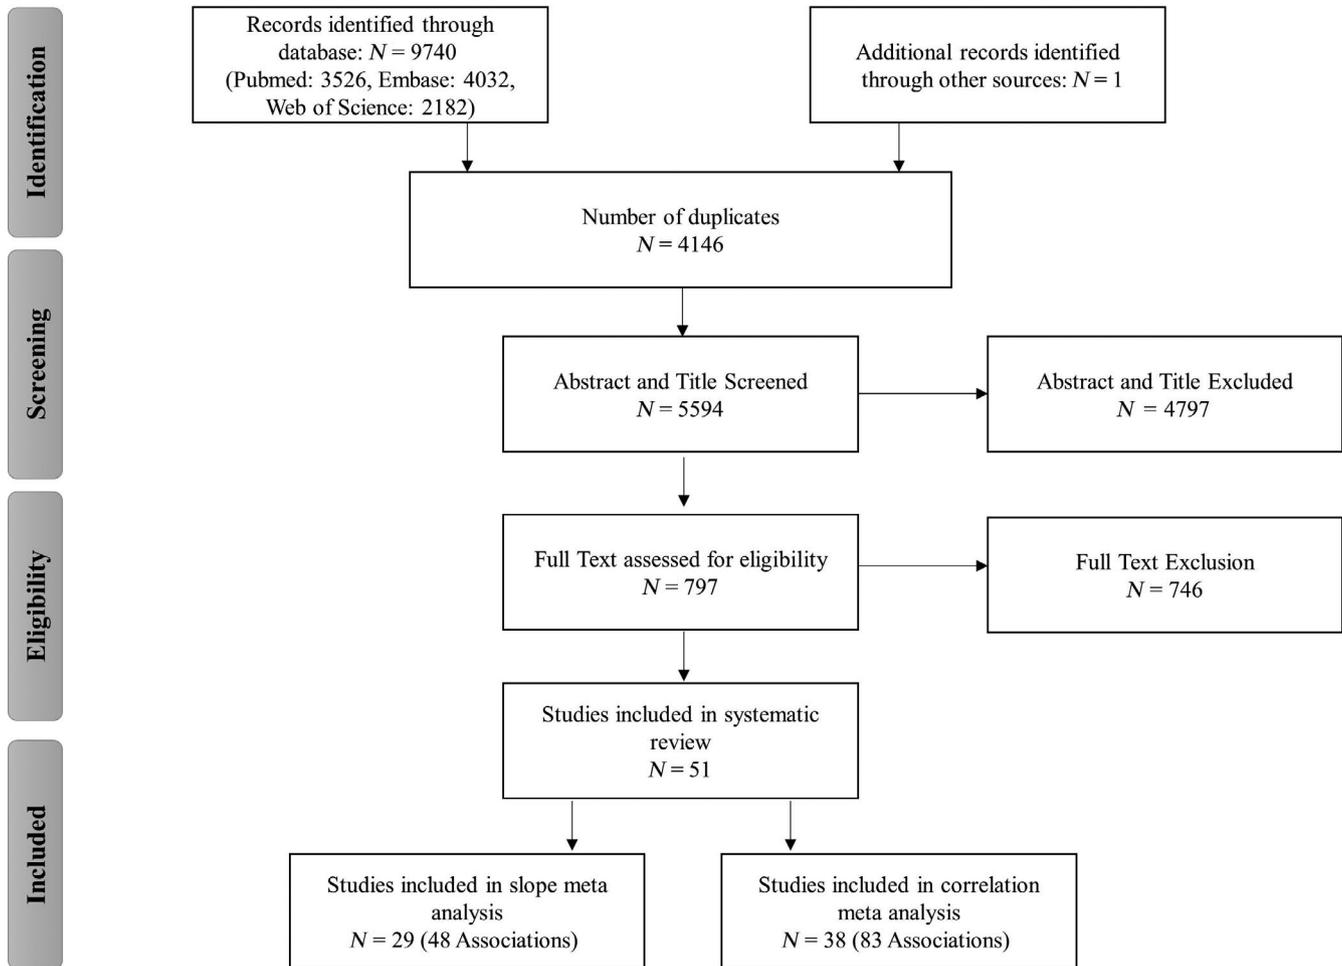 Identification
Records identified through
database: N = 9740
(Pubmed: 3526, Embase: 4032,
Web of Science: 2182)
Additional records identified
through other sources: N = 1
Number of duplicates
N = 4146
Screening
Abstract and Title Screened
N = 5594
Abstract and Title Excluded
N = 4797
Eligibility
Full Text assessed for eligibility
N = 797
Full Text Exclusion
N = 746
Studies included in systematic
review
N = 51
Included
Studies included in slope meta
analysis
N = 29 (48 Associations)
Studies included in correlation
meta analysis
N = 38 (83 Associations)